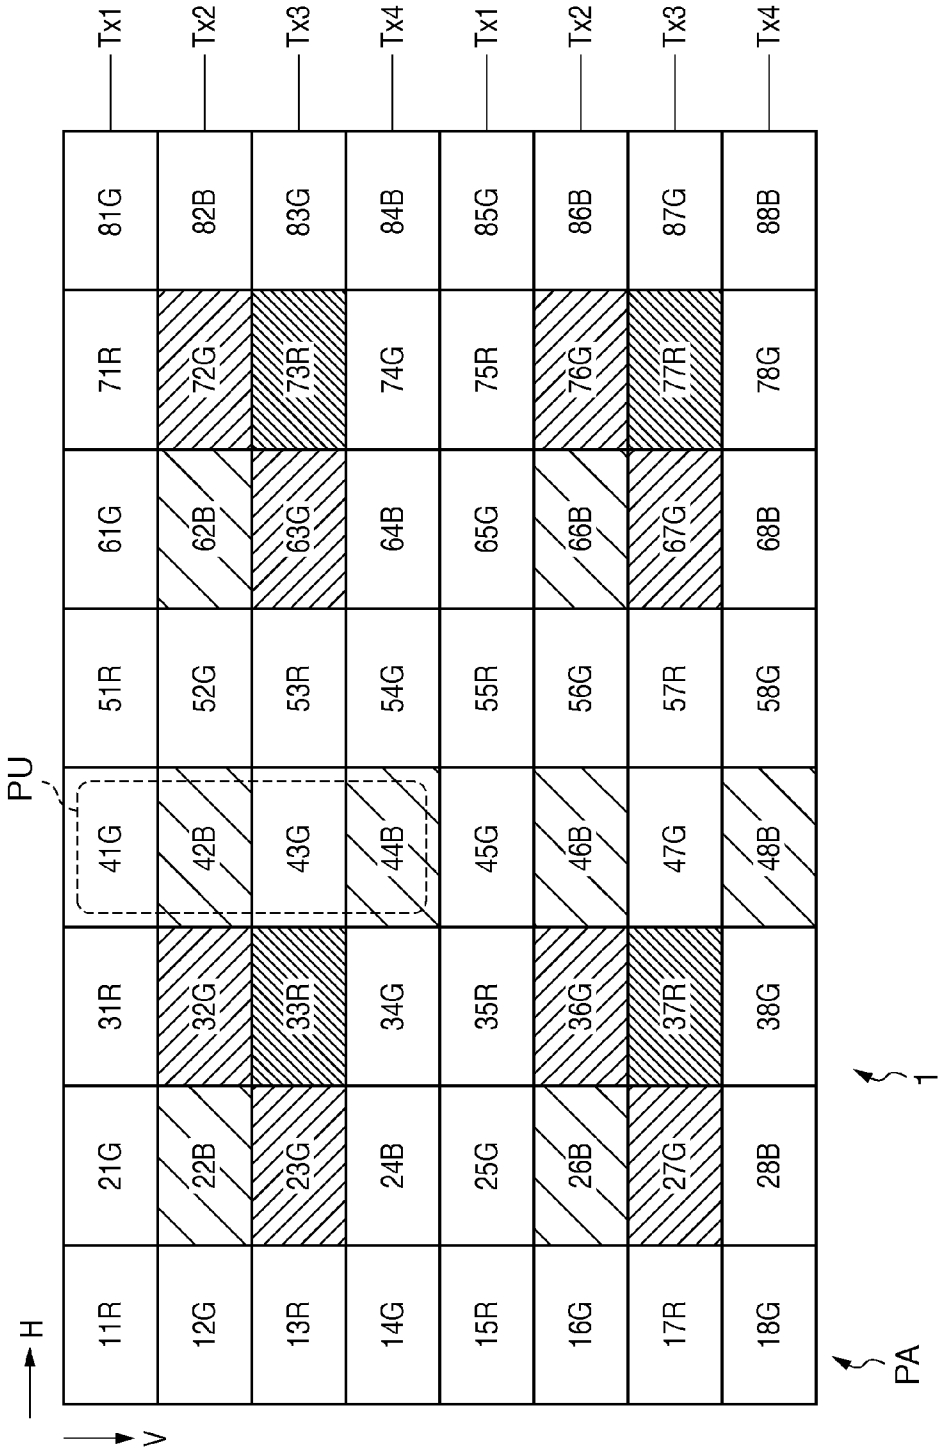 H
PU
V
11R 21G 31R 41G 51R 61G 71R 81G Tx1
12G 22B 32G 42B 52G 62B 72G 82B Tx2
13R 23G 33R 43G 53R 63G 73R 83G Tx3
14G 24B 34G 44B 54G 64B 74G 84B Tx4
15R 25G 35R 45G 55R 65G 75R 85G Tx1
16G 26B 36G 46B 56G 66B 76G 86B Tx2
17R 27G 37R 47G 57R 67G 77R 87G Tx3
18G 28B 38G 48B 58G 68B 78G 88B Tx4
PA
1